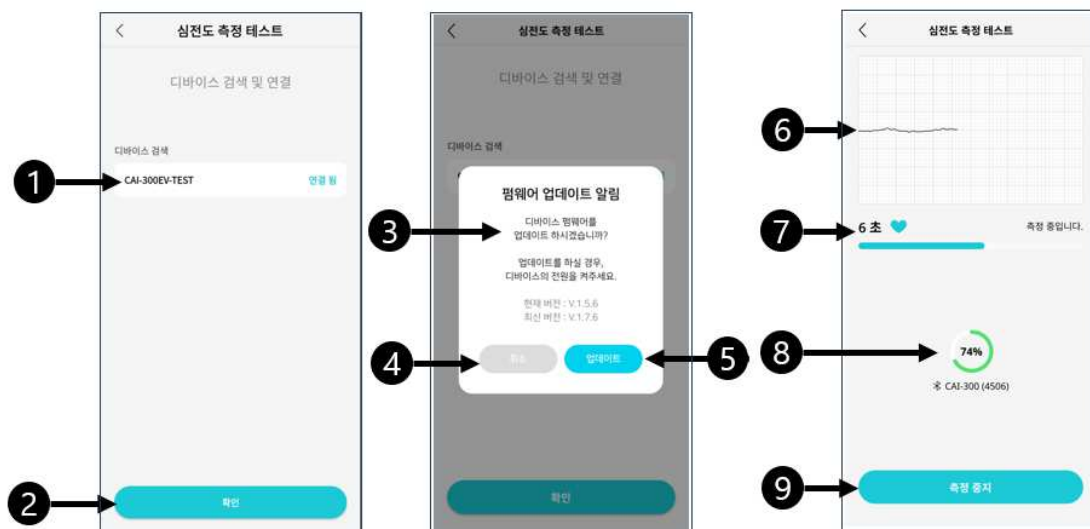 심전도 측정 테스트
디바이스 검색 및 연결
디바이스 검색
1
CAI-300EV-TEST
연결 됨
2
확인
심전도 측정 테스트
디바이스 검색 및 연결
디바이스 검색
펌웨어 업데이트 알림
3
디바이스 펌웨어를
업데이트 하시겠습니까?
업데이트를 하실 경우,
디바이스의 전원을 켜주세요.
현재 버전 : V.1.5.6
최신 버전 : V.1.7.6
4
취소
업데이트
5
확인
심전도 측정 테스트
6
7
6 초
측정 중입니다.
8
74%
CAI-300 (4506)
9
측정 중지